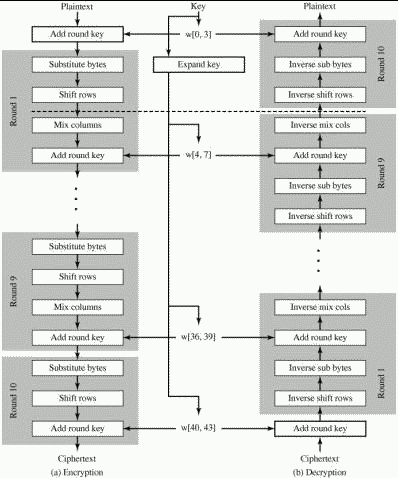 Plaintext
Key
Plaintext
Add round key
w[0, 3]
Add round key
Substitute bytes
Expand key
Inverse sub bytes
Shift rows
Inverse shift rows
Round 1
Round 10
Mix columns
Inverse mix cols
Add round key
w[4, 7]
Add round key
Inverse sub bytes
Inverse shift rows
Round 9
Substitute bytes
Shift rows
Mix columns
Inverse mix cols
Add round key
w[36, 39]
Add round key
Round 9
Substitute bytes
Inverse sub bytes
Shift rows
Inverse shift rows
Round 1
Add round key
w[40, 43]
Add round key
Round 10
Ciphertext
Ciphertext
(a) Encryption
(b) Decryption